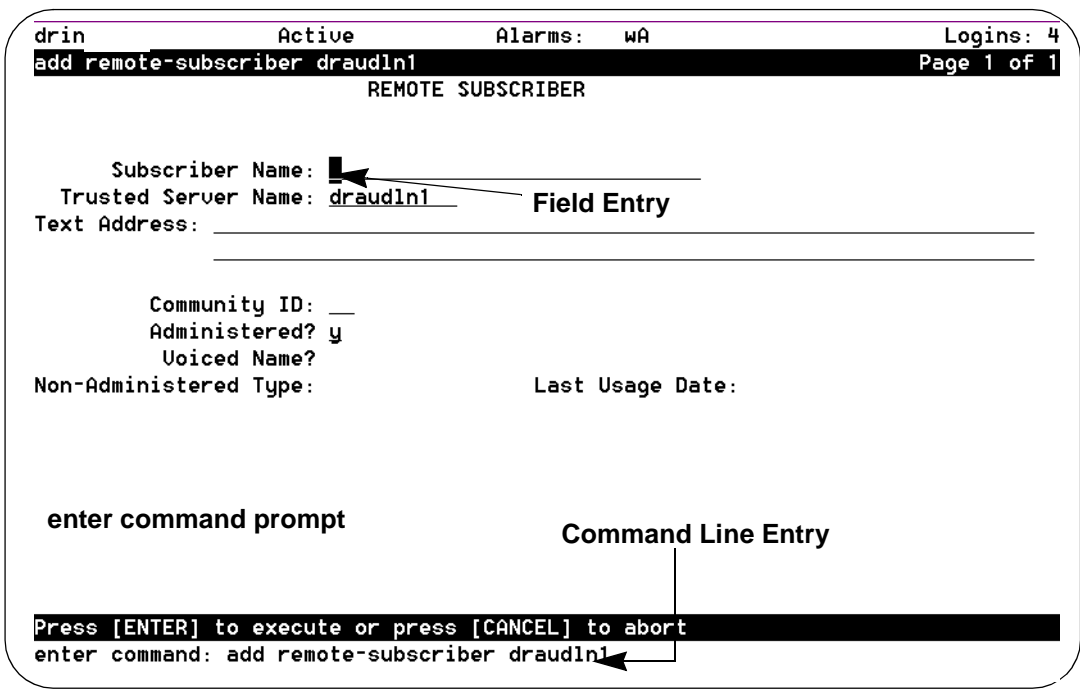 drin Active Alarms: wA Logins: 4
add remote-subscriber draudln1 Page 1 of 1
REMOTE SUBSCRIBER
Subscriber Name:
Trusted Server Name: draudln1
Field Entry
Text Address:
Community ID:
Administered? y
Voiced Name?
Non-Administered Type: Last Usage Date:
enter command prompt
Command Line Entry
Press [ENTER] to execute or press [CANCEL] to abort
enter command: add remote-subscriber draudln1